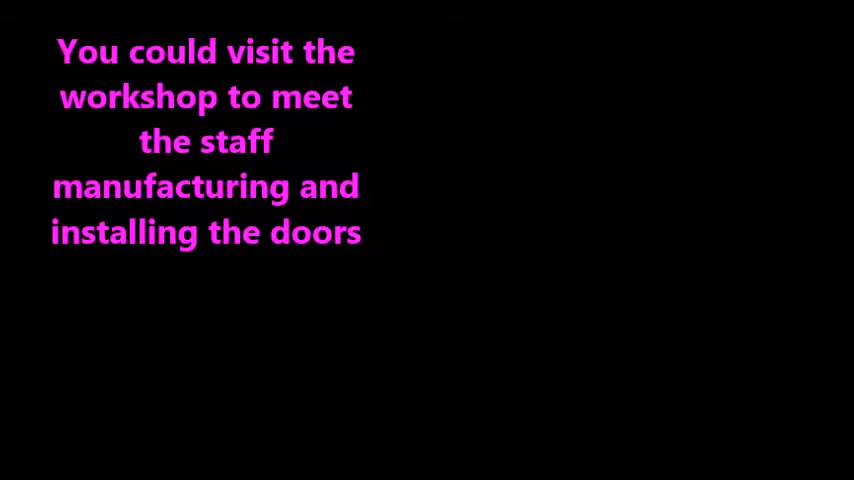 You could visit the
workshop to meet
the staff
manufacturing and
installing the doors